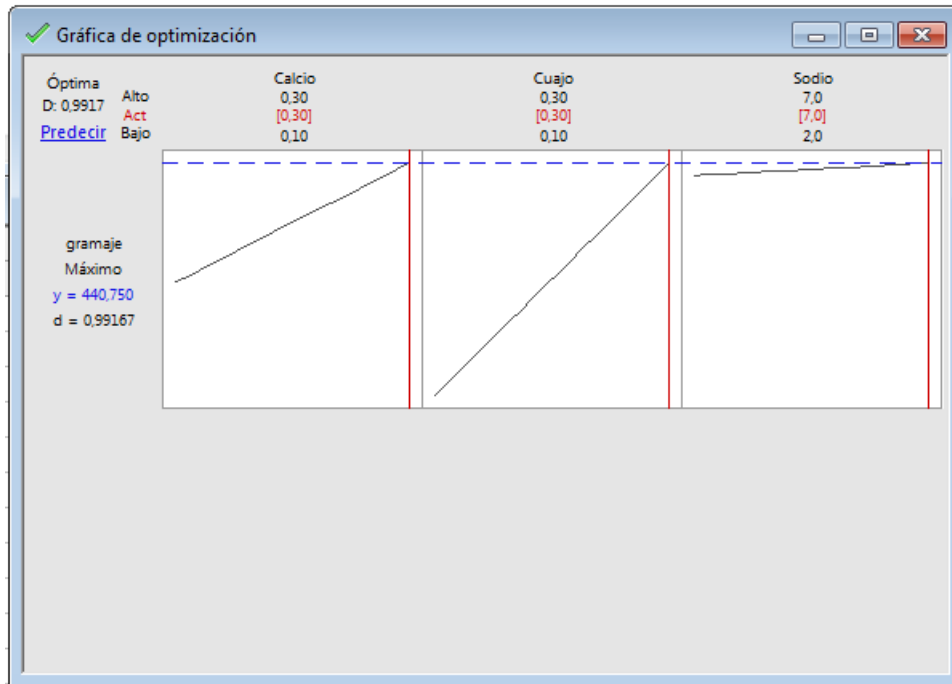 Gráfica de optimización
Óptima
D: 0,9917
Predecir
Alto
Act
Bajo
Calcio
0,30
[0,30]
0,10
Cuajo
0,30
[0,30]
0,10
Sodio
7,0
[7,0]
2,0
gramaje
Máximo
y = 440,750
d = 0,99167